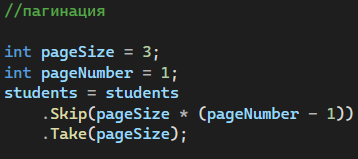 //пагинация
int pageSize = 3;
int pageNumber = 1;
students = students
.Skip(pageSize * (pageNumber - 1))
.Take(pageSize);